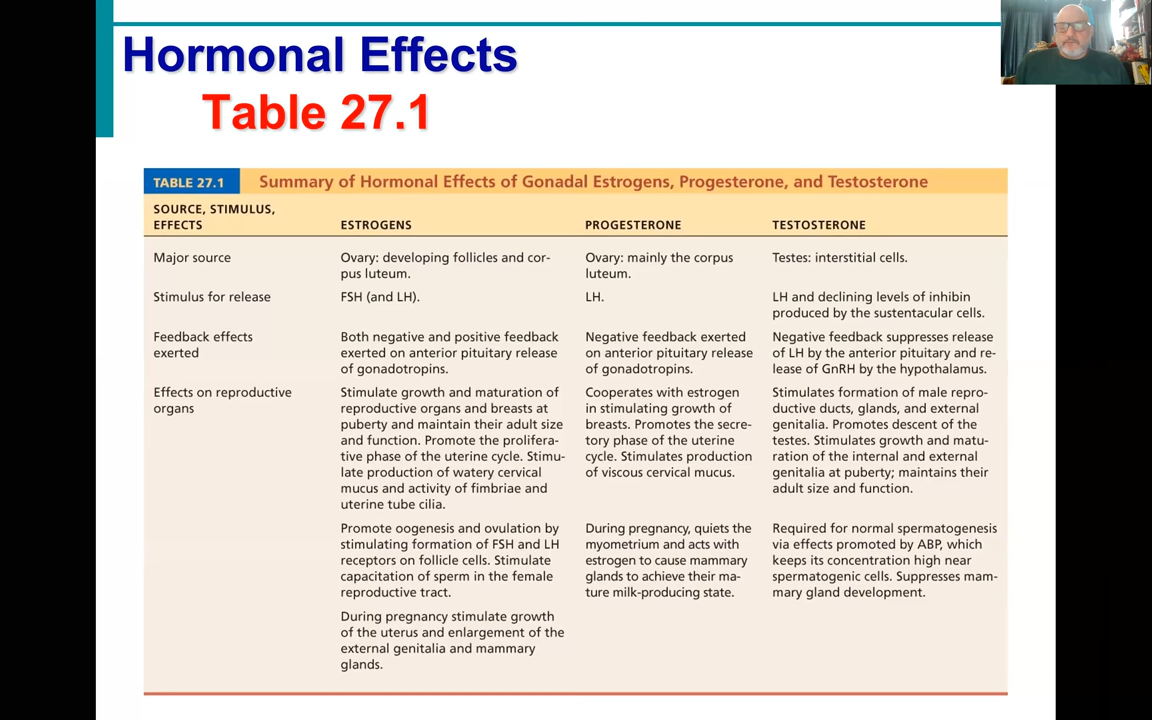 Hormonal Effects
Table 27.1
TABLE 27.1 Summary of Hormonal Effects of Gonadal Estrogens, Progesterone, and Testosterone
SOURCE, STIMULUS,
EFFECTS ESTROGENS PROGESTERONE TESTOSTERONE
Major source
Ovary: developing follicles and cor-
pus luteum.
Ovary: mainly the corpus
luteum.
Testes: interstitial cells.
Stimulus for release
FSH (and LH).
LH.
LH and declining levels of inhibin
produced by the sustentacular cells.
Feedback effects
exerted
Both negative and positive feedback
exerted on anterior pituitary release
of gonadotropins.
Negative feedback exerted
on anterior pituitary release
of gonadotropins.
Negative feedback suppresses release
of LH by the anterior pituitary and re-
lease of GnRH by the hypothalamus.
Effects on reproductive
organs
Stimulate growth and maturation of
reproductive organs and breasts at
puberty and maintain their adult size
and function. Promote the prolifera-
tive phase of the uterine cycle. Stimu-
late production of watery cervical
mucus and activity of fimbriae and
uterine tube cilia.
Cooperates with estrogen
in stimulating growth of
breasts. Promotes the secre-
tory phase of the uterine
cycle. Stimulates production
of viscous cervical mucus.
Stimulates formation of male repro-
ductive ducts, glands, and external
genitalia. Promotes descent of the
testes. Stimulates growth and matu-
ration of the internal and external
genitalia at puberty; maintains their
adult size and function.
Promote oogenesis and ovulation by
stimulating formation of FSH and LH
receptors on follicle cells. Stimulate
capacitation of sperm in the female
reproductive tract.
During pregnancy, quiets the
myometrium and acts with
estrogen to cause mammary
glands to achieve their ma-
ture milk-producing state.
Required for normal spermatogenesis
via effects promoted by ABP, which
keeps its concentration high near
spermatogenic cells. Suppresses mam-
mary gland development.
During pregnancy stimulate growth
of the uterus and enlargement of the
external genitalia and mammary
glands.